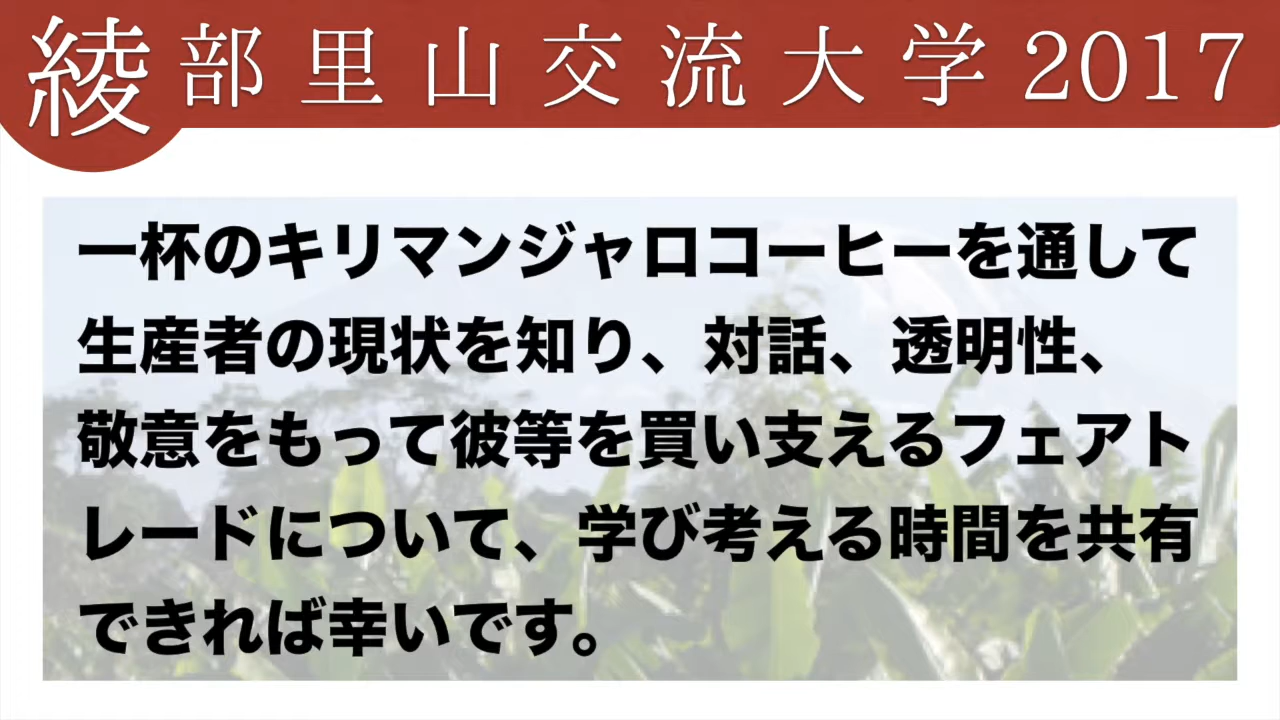 綾部里山交流大学2017
一杯のキリマンジャロコーヒーを通して
生産者の現状を知り、対話、透明性、
敬意をもって彼等を買い支えるフェアト
レードについて、学び考える時間を共有
できれば幸いです。